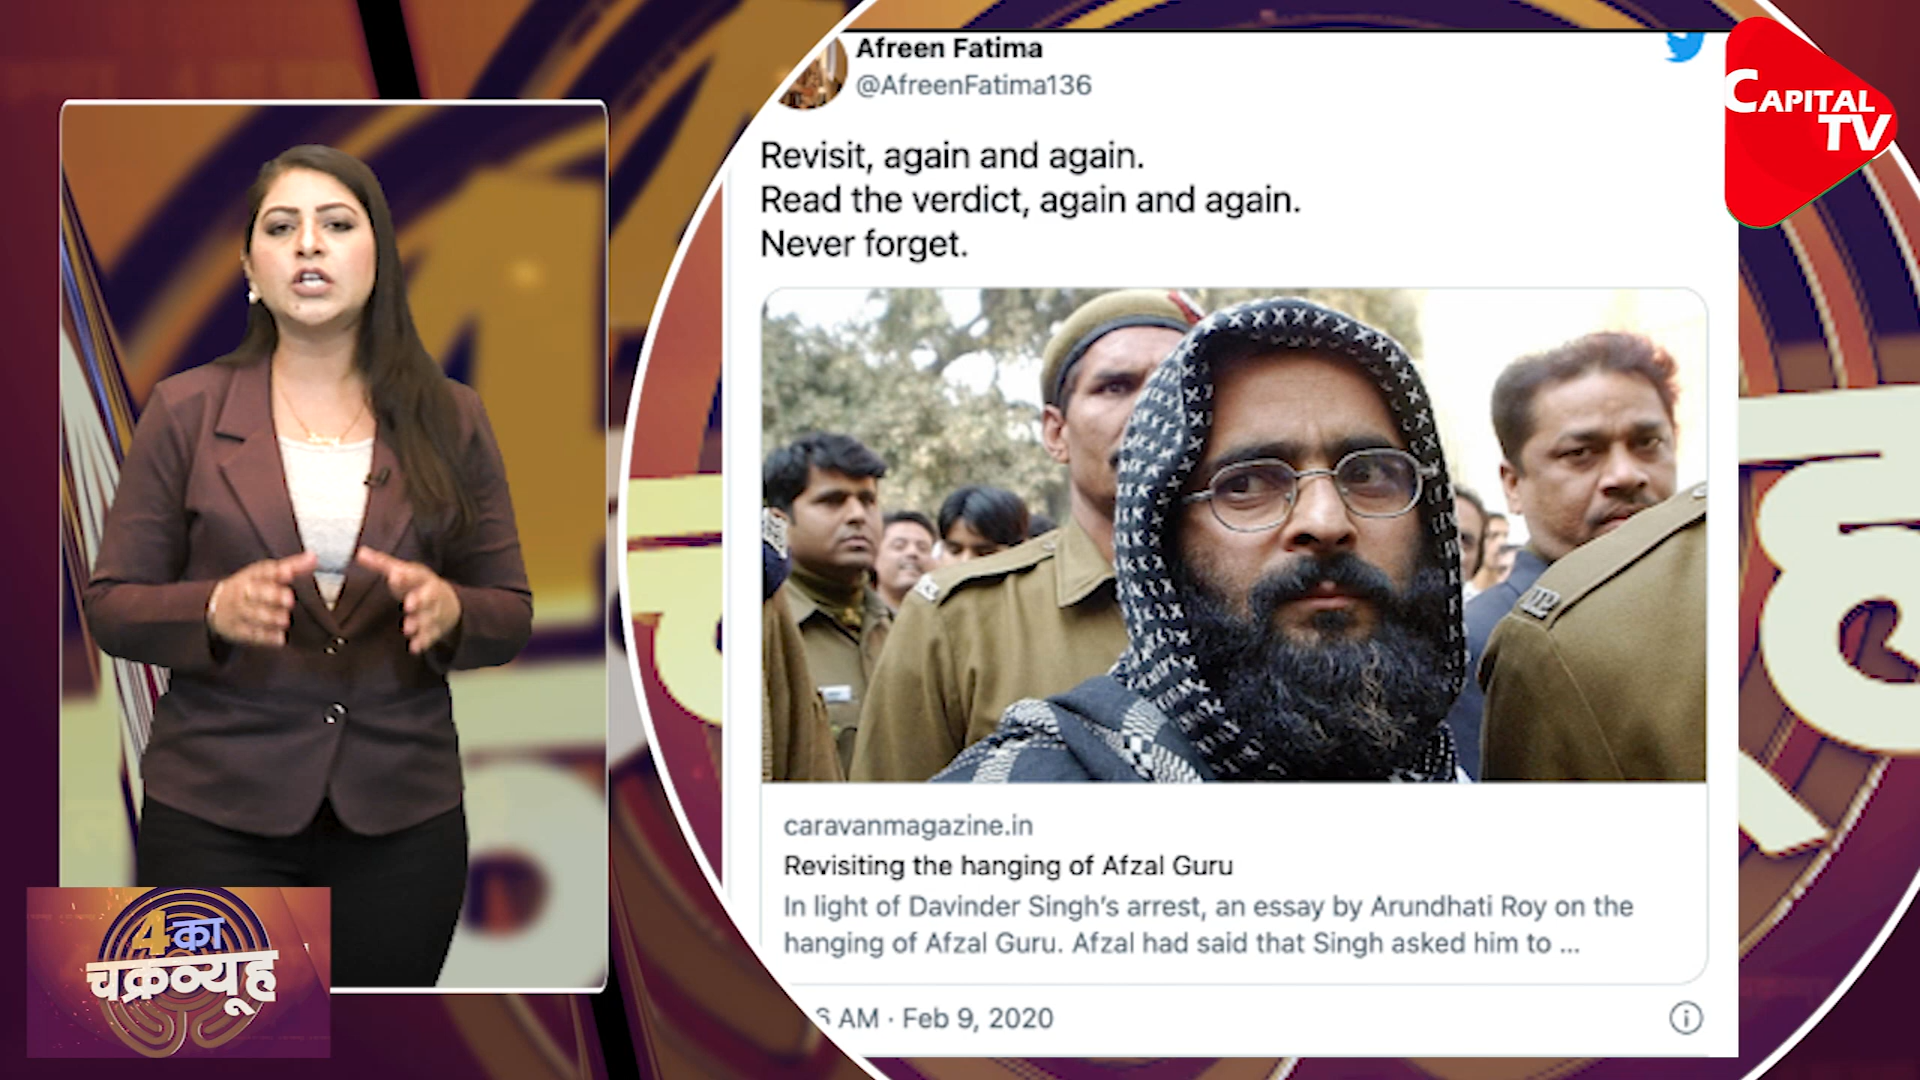 Afreen Fatima
@AfreenFatima136
CAPITAL
TV
Revisit, again and again.
Read the verdict, again and again.
Never forget.
caravanmagazine.in
Revisiting the hanging of Afzal Guru
In light of Davinder Singh's arrest, an essay by Arundhati Roy on the
hanging of Afzal Guru. Afzal had said that Singh asked him to ...
AM · Feb 9, 2020
4 का
चक्रव्यूह